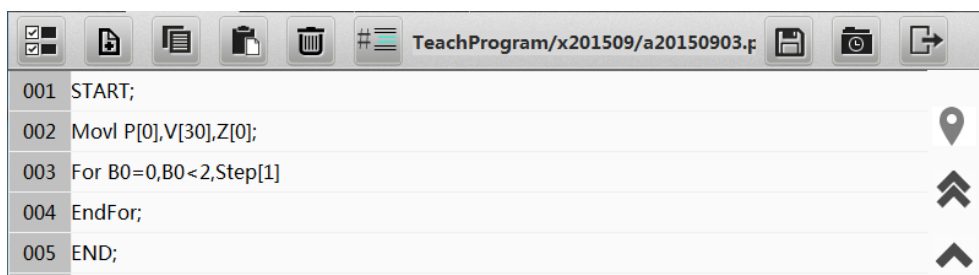 # TeachProgram/x201509/a20150903.p
001 START;
002 Movl P[0],V[30],Z[0];
003 For B0=0,B0<2,Step[1]
004 EndFor;
005 END;